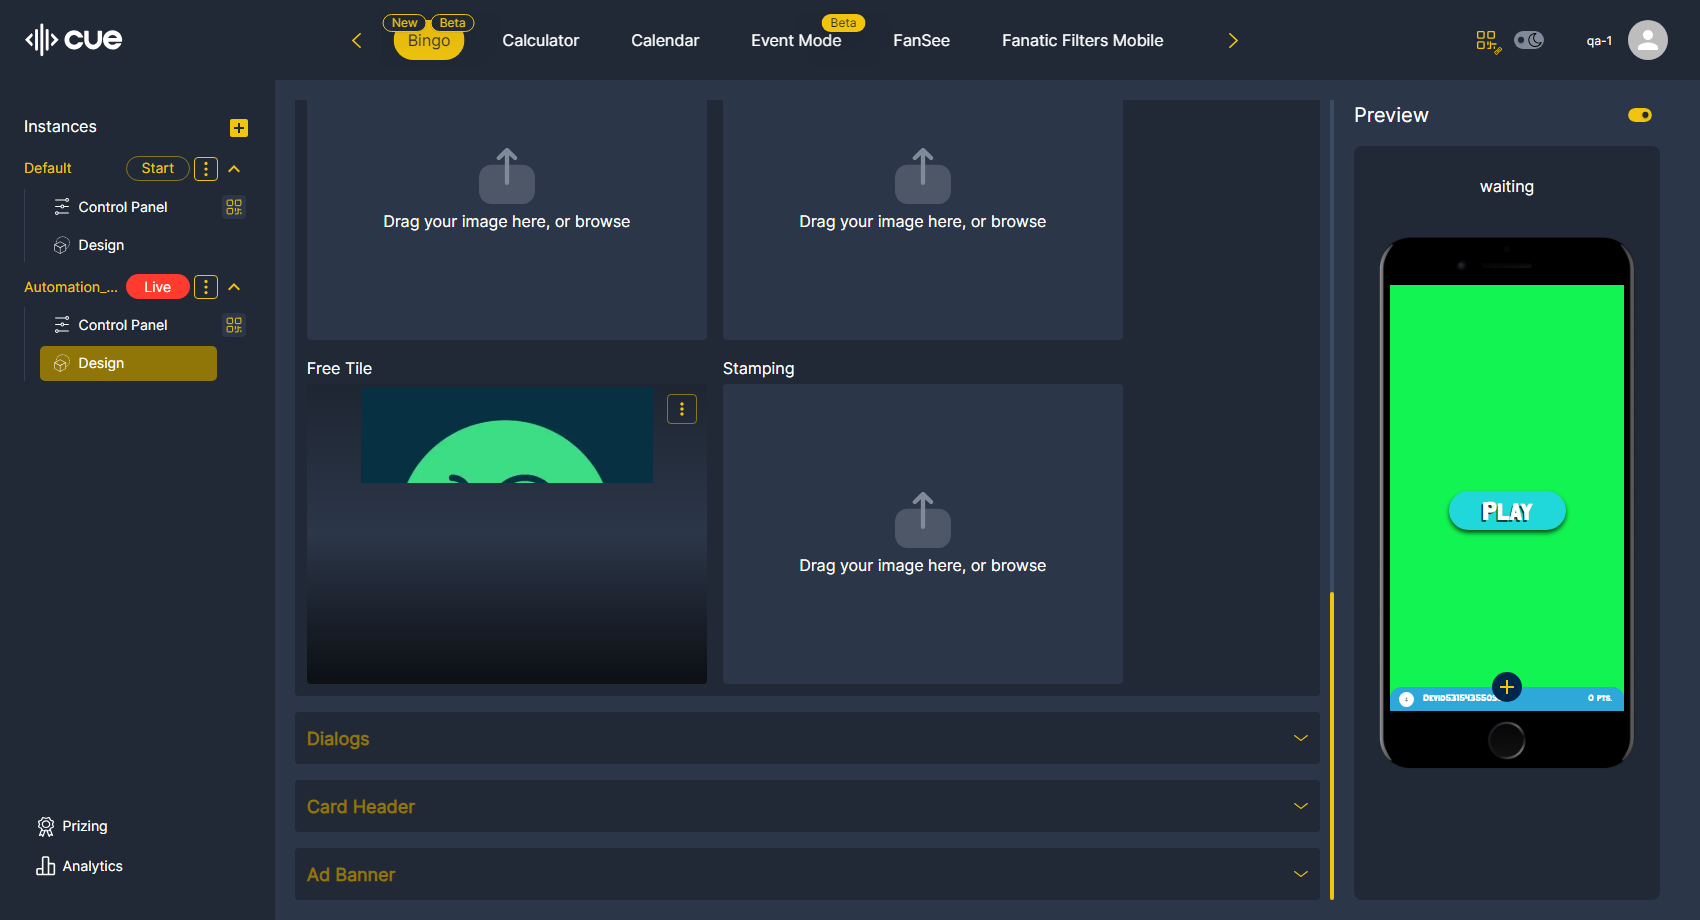 cue
New
Beta
Bingo
Calculator
Calendar
Beta
Event Mode
FanSee
Fanatic Filters Mobile
qa-1
Instances
Default
Start
Control Panel
Design
Automation_...
Live
Control Panel
Design
Prizing
Analytics
Drag your image here, or browse
Drag your image here, or browse
Free Tile
Stamping
Drag your image here, or browse
Dialogs
Card Header
Ad Banner
Preview
waiting
PLAY
0 PTS.